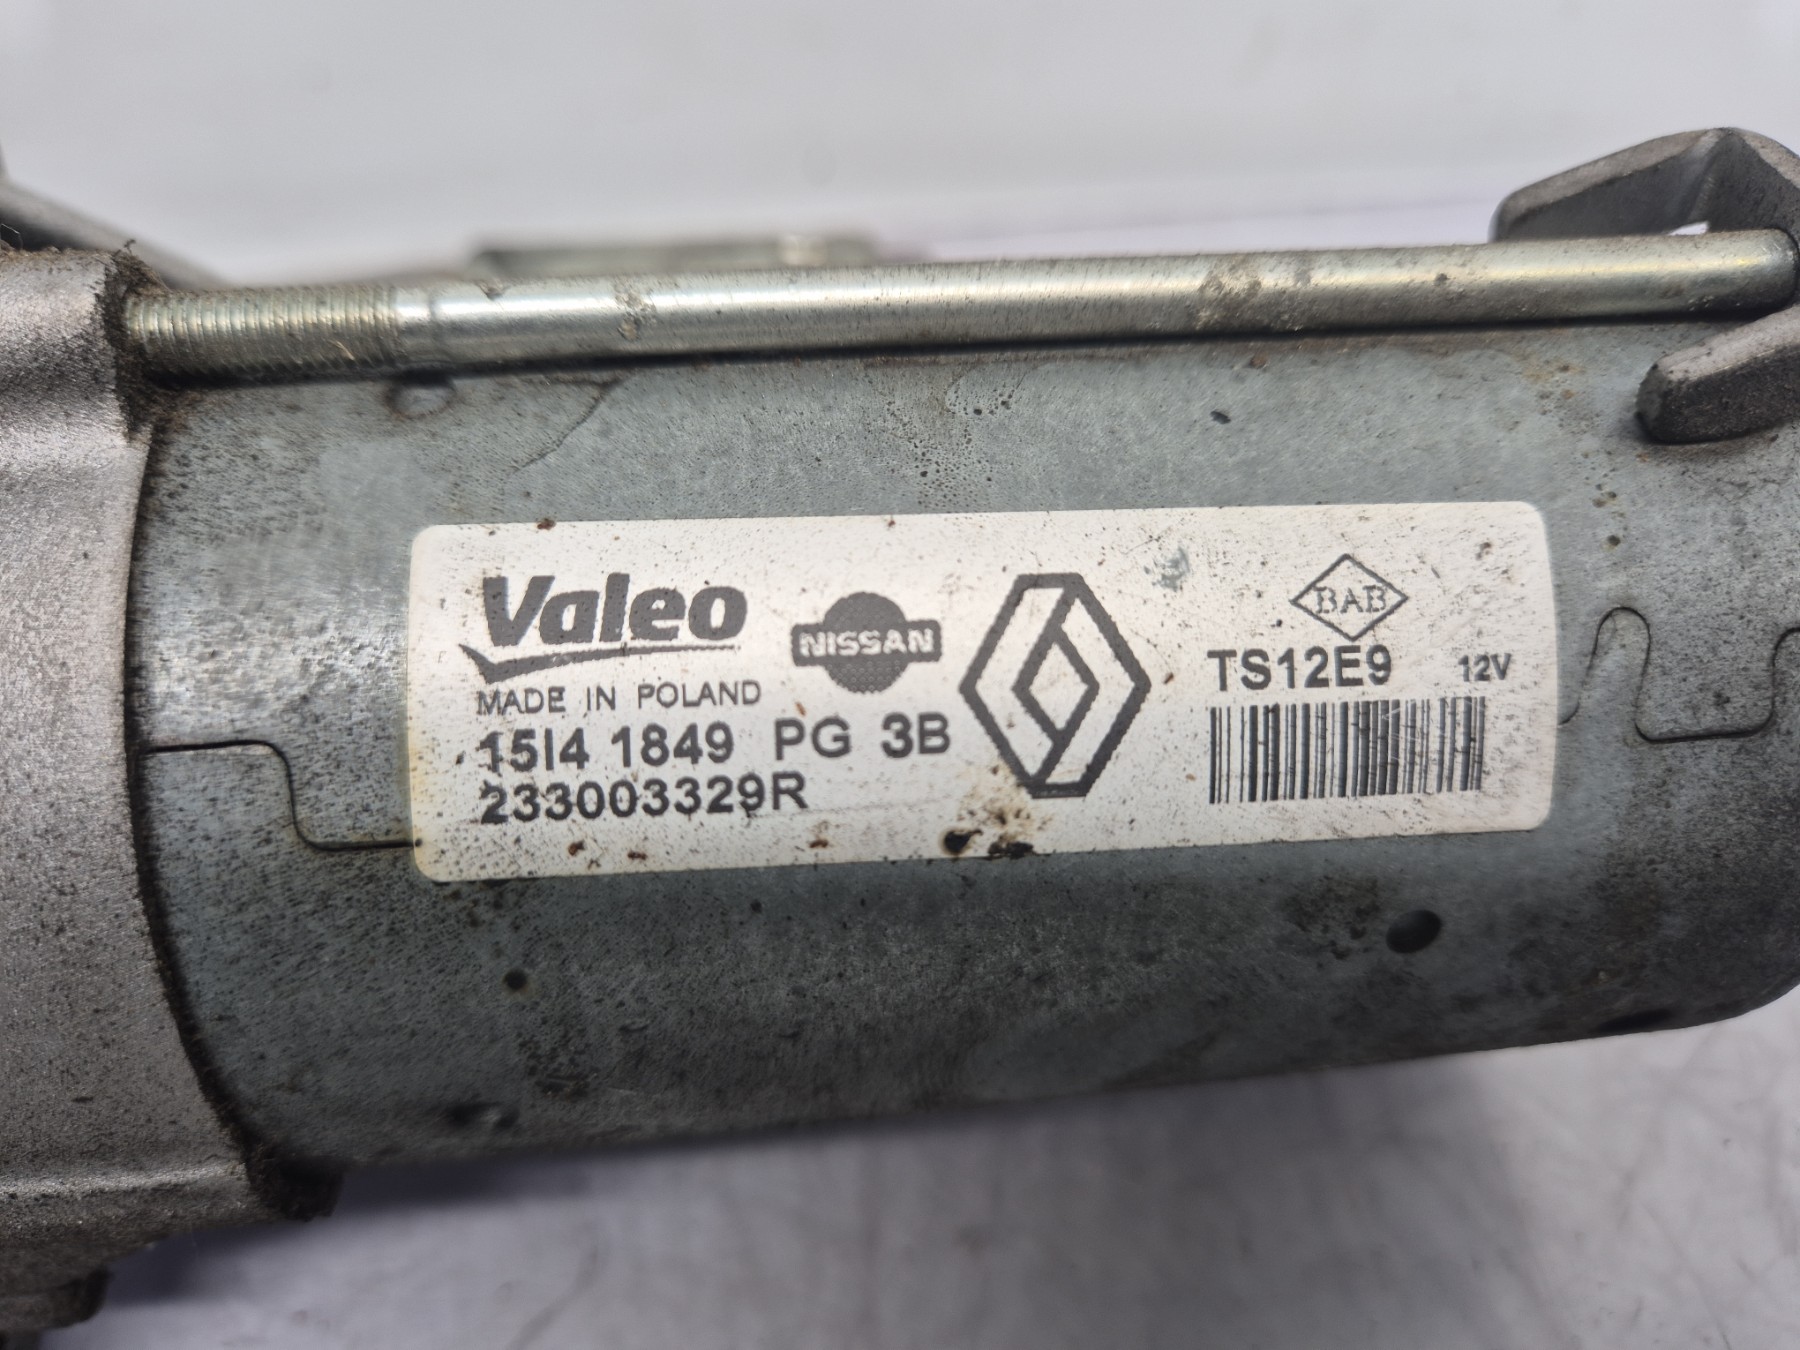 Valeo
NISSAN
MADE IN POLAND
15I4 1849 PG 3B
233003329R
BAB
TS12E9 12V